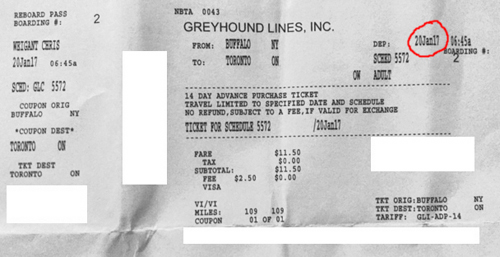 REBOARD PASS
BOARDING #: 2
WEIGANT CHRIS
20Jan17 06:45a
SCHD: GLC 5572
COUPON ORIG
BUFFALO NY
*COUPON DEST*
TORONTO ON
TKT DEST
TORONTO ON
NBTA 0043
GREYHOUND LINES, INC.
FROM: BUFFALO NY
DEP: 20Jan17 06:45a
TO: TORONTO ON
SCHED 5572
BOARDING #:
2
OW ADULT
14 DAY ADVANCE PURCHASE TICKET
TRAVEL LIMITED TO SPECIFIED DATE AND SCHEDULE
NO REFUND, SUBJECT TO A FEE, IF VALID FOR EXCHANGE
TICKET FOR SCHEDULE 5572 /20Jan17
FARE $11.50
TAX $0.00
SUBTOTAL: $11.50
FEE $2.50 $0.00
VISA
VI/VI
MILES: 109 109
COUPON 01 OF 01
TKT ORIG:BUFFALO NY
TKT DEST:TORONTO ON
TARIFF: GLI-ADP-14